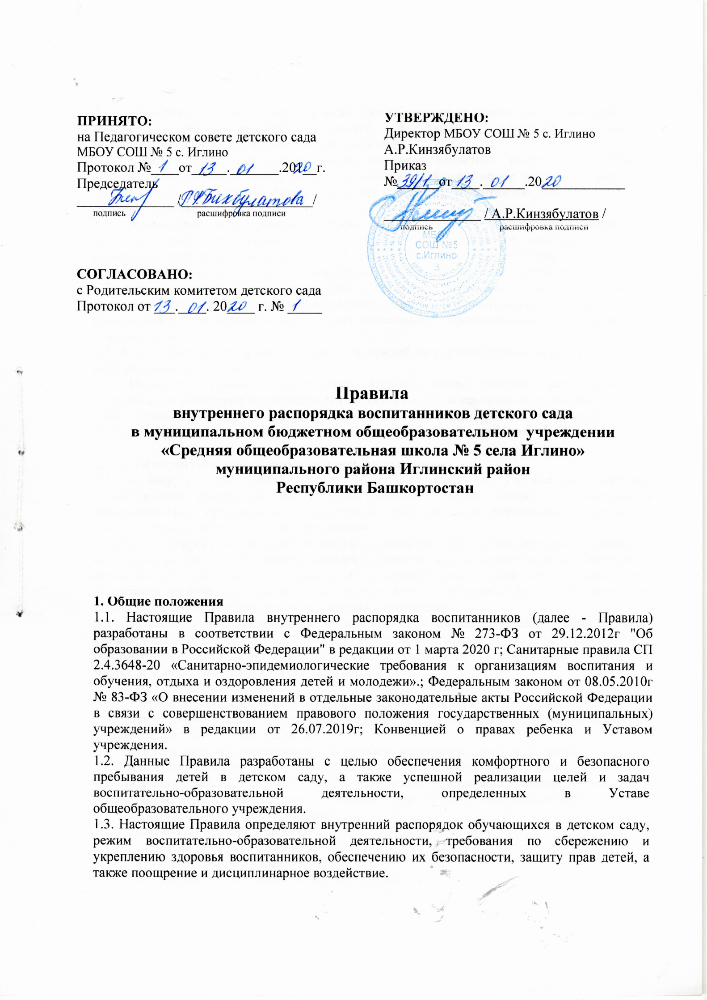 ПРИНЯТО:
на Педагогическом совете детского сада
МБОУ СОШ № 5 с. Иглино
Протокол № 1 от 13 . 01 .20120 г.
Председатель
/ Р.Ф.Бикбулатова /
подпись расшифровка подписи
УТВЕРЖДЕНО:
Директор МБОУ СОШ № 5 с. Иглино
А.Р.Кинзябулатов
Приказ
№ 39/1 от 13 . 01 .2020
/ А.Р.Кинзябулатов /
подпись расшифровка подписи
МБОУ
СОШ №5
с.Иглино
3
СОГЛАСОВАНО:
с Родительским комитетом детского сада
Протокол от 13 . 01 . 2020 г. № 1
Правила
внутреннего распорядка воспитанников детского сада
в муниципальном бюджетном общеобразовательном учреждении
«Средняя общеобразовательная школа № 5 села Иглино»
муниципального района Иглинский район
Республики Башкортостан
1. Общие положения
1.1. Настоящие Правила внутреннего распорядка воспитанников (далее - Правила)
разработаны в соответствии с Федеральным законом № 273-ФЗ от 29.12.2012г "Об
образовании в Российской Федерации" в редакции от 1 марта 2020 г; Санитарные правила СП
2.4.3648-20 «Санитарно-эпидемиологические требования к организациям воспитания и
обучения, отдыха и оздоровления детей и молодежи».; Федеральным законом от 08.05.2010г
№ 83-ФЗ «О внесении изменений в отдельные законодательные акты Российской Федерации
в связи с совершенствованием правового положения государственных (муниципальных)
учреждений» в редакции от 26.07.2019г; Конвенцией о правах ребенка и Уставом
учреждения.
1.2. Данные Правила разработаны с целью обеспечения комфортного и безопасного
пребывания детей в детском саду, а также успешной реализации целей и задач
воспитательно-образовательной деятельности, определенных в Уставе
общеобразовательного учреждения.
1.3. Настоящие Правила определяют внутренний распорядок обучающихся в детском саду,
режим воспитательно-образовательной деятельности, требования по сбережению и
укреплению здоровья воспитанников, обеспечению их безопасности, защиту прав детей, а
также поощрение и дисциплинарное воздействие.